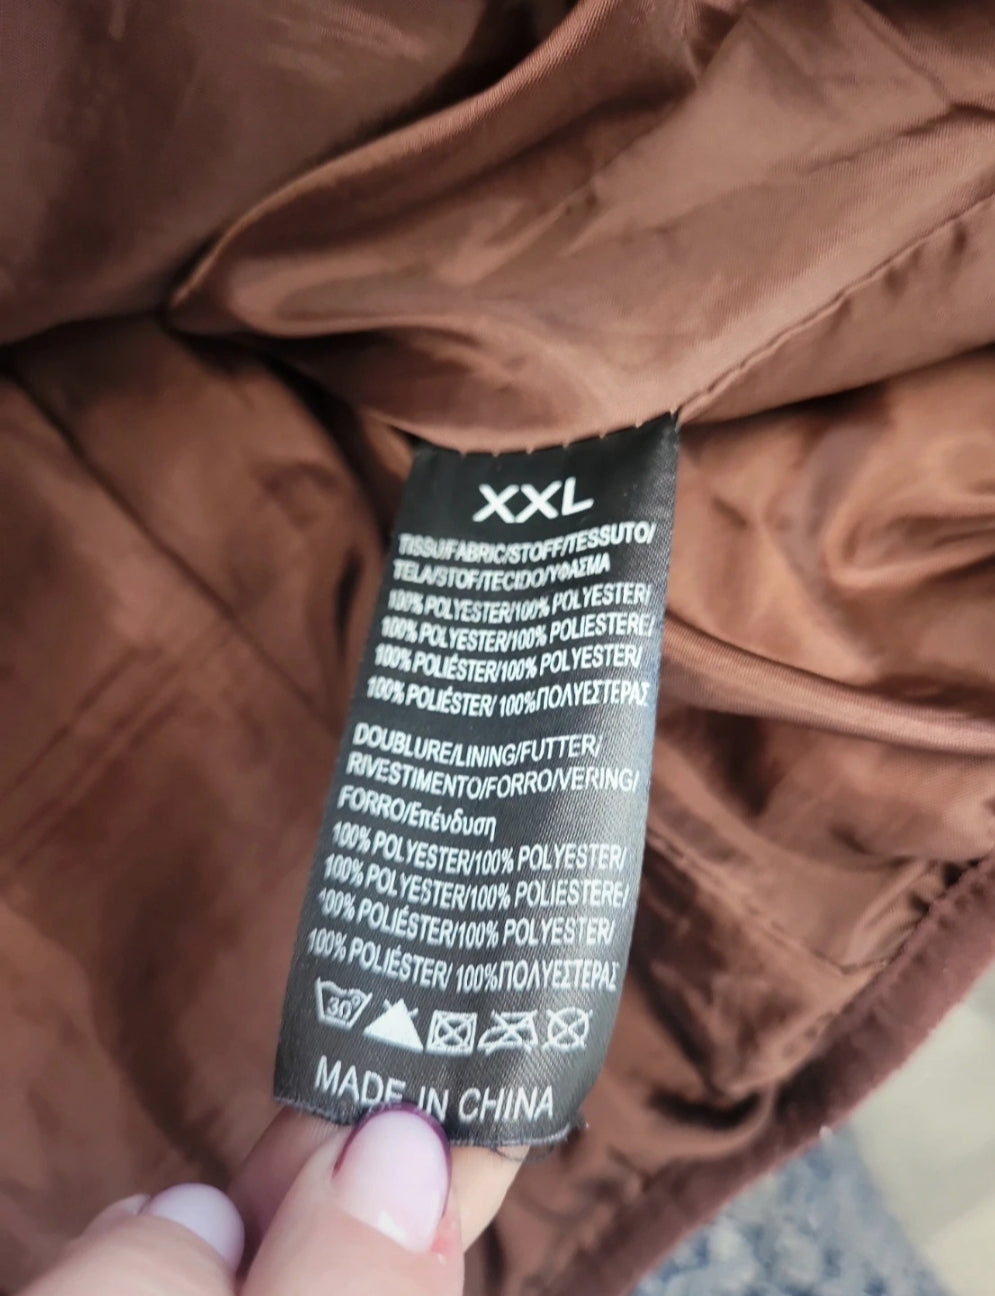 XXL
TISSU/FABRIC/STOFF/TESSUTO/
TELA/STOF/TECIDO/ΥΦΑΣΜΑ
100% POLYESTER/100% POLYESTER/
100% POLYESTER/100% POLIESTERE/
100% POLIÉSTER/100% POLYESTER/
100% POLIÉSTER/ 100%ΠΟΛΥΕΣΤΕΡΑΣ
DOUBLURE/LINING/FUTTER/
RIVESTIMENTO/FORRO/VERING/
FORRO/Επένδυση
100% POLYESTER/100% POLYESTER/
100% POLYESTER/100% POLIESTERE/
100% POLIÉSTER/100% POLYESTER/
100% POLIÉSTER/ 100%ΠΟΛΥΕΣΤΕΡΑΣ
30°
MADE IN CHINA